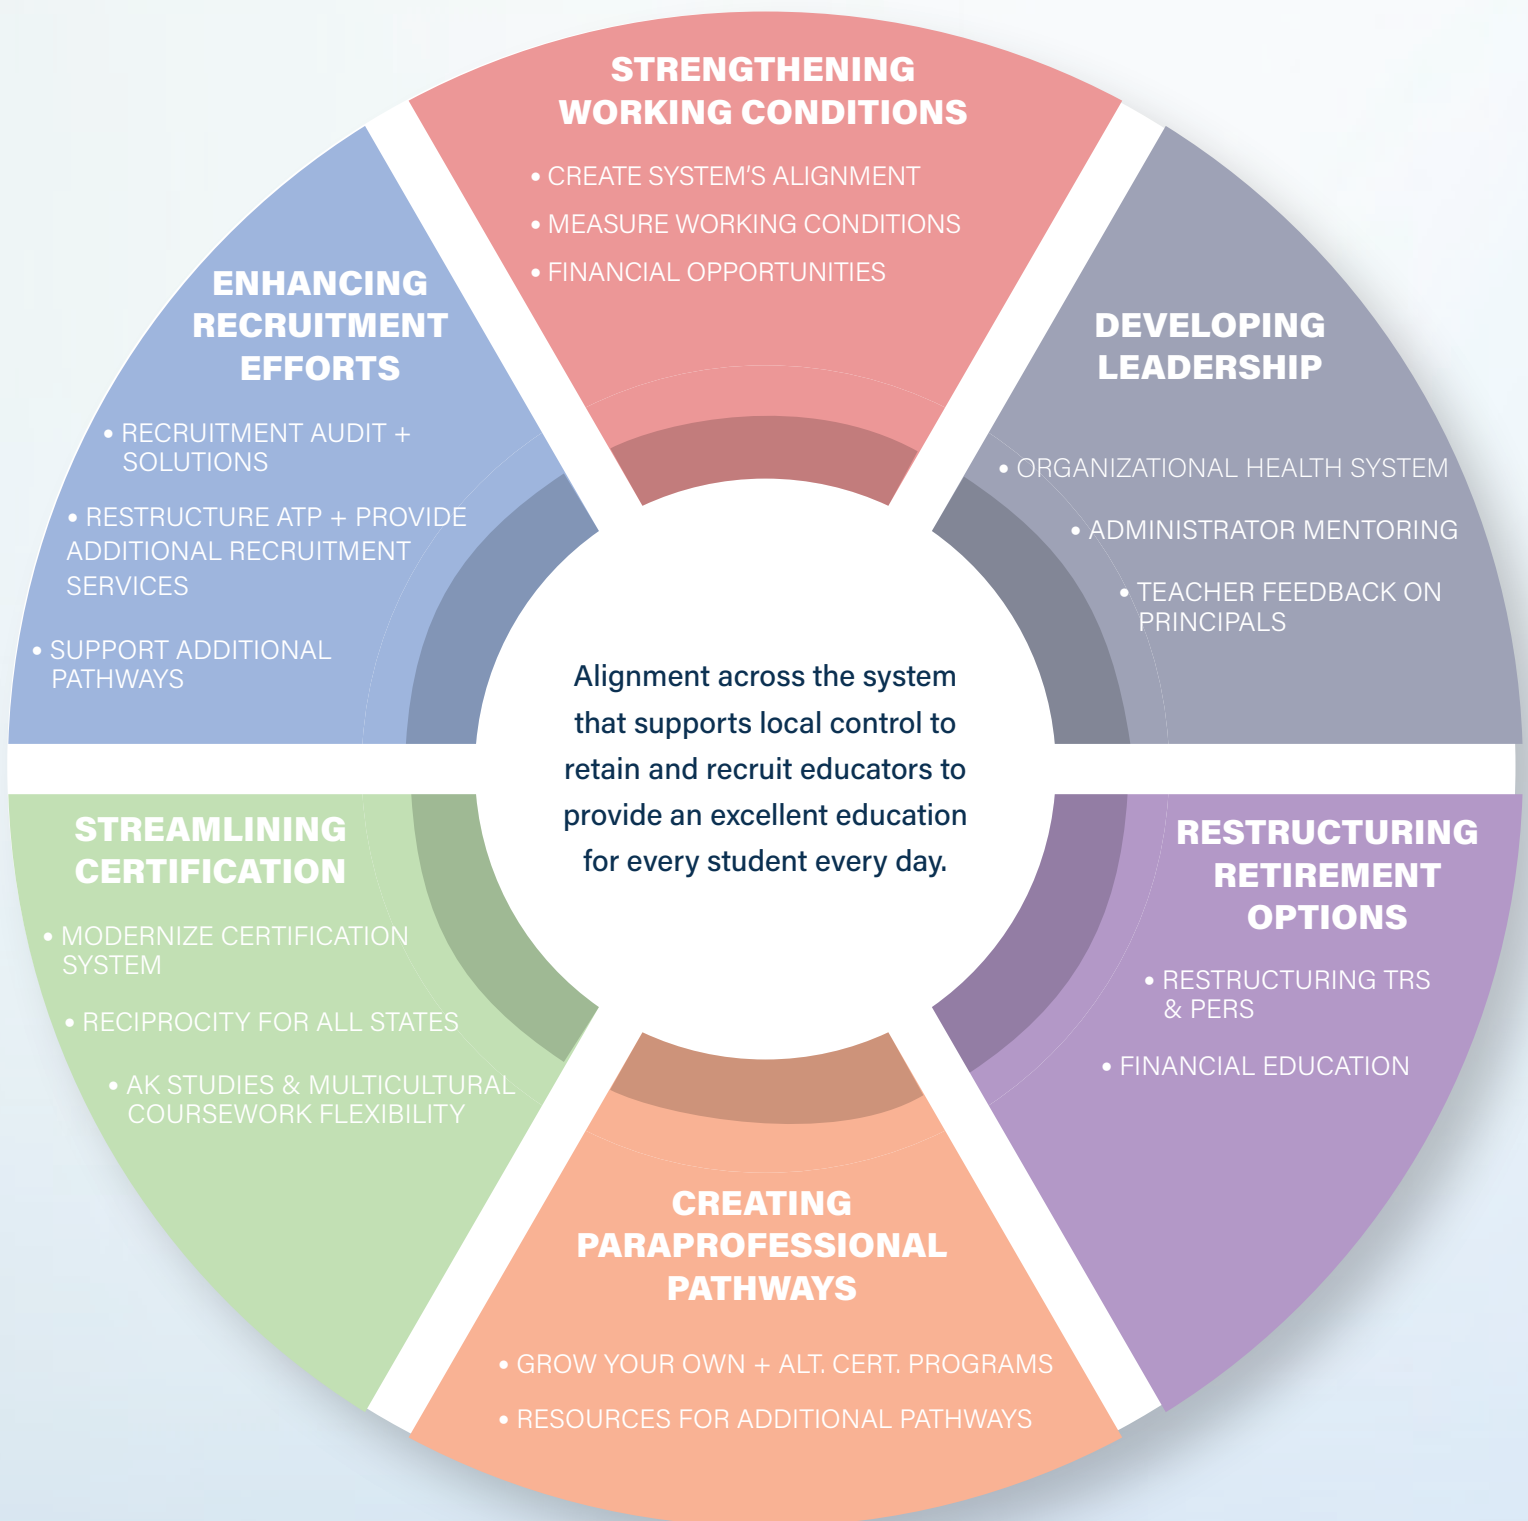 STRENGTHENING
WORKING CONDITIONS
• CREATE SYSTEM'S ALIGNMENT
• MEASURE WORKING CONDITIONS
• FINANCIAL OPPORTUNITIES
DEVELOPING
LEADERSHIP
• ORGANIZATIONAL HEALTH SYSTEM
• ADMINISTRATOR MENTORING
• TEACHER FEEDBACK ON
PRINCIPALS
RESTRUCTURING
RETIREMENT
OPTIONS
• RESTRUCTURING TRS
& PERS
• FINANCIAL EDUCATION
CREATING
PARAPROFESSIONAL
PATHWAYS
• GROW YOUR OWN + ALT. CERT. PROGRAMS
• RESOURCES FOR ADDITIONAL PATHWAYS
STREAMLINING
CERTIFICATION
• MODERNIZE CERTIFICATION
SYSTEM
• RECIPROCITY FOR ALL STATES
• AK STUDIES & MULTICULTURAL
COURSEWORK FLEXIBILITY
ENHANCING
RECRUITMENT
EFFORTS
• RECRUITMENT AUDIT +
SOLUTIONS
• RESTRUCTURE ATP + PROVIDE
ADDITIONAL RECRUITMENT
SERVICES
• SUPPORT ADDITIONAL
PATHWAYS
Alignment across the system
that supports local control to
retain and recruit educators to
provide an excellent education
for every student every day.